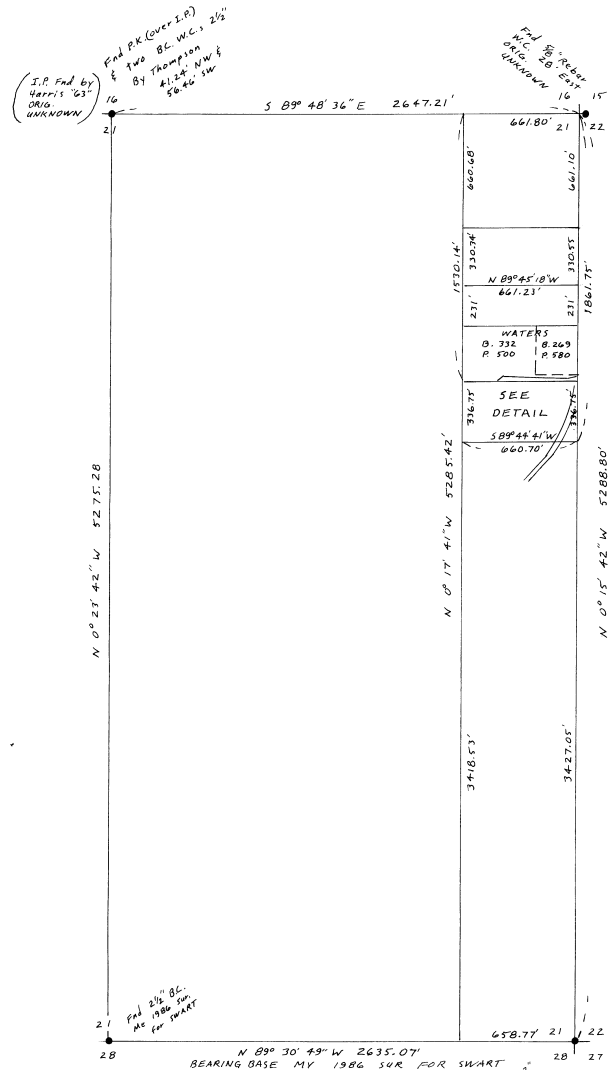 Fnd P.K. (over I.P.)
& two B.C. W.C.s 2½"
By Thompson
41.24' NW &
56.46' SW
Fnd 5/8" Rebar
W.C. 28' East
ORIG.
UNKNOWN
I.P. Fnd by
Harris "63"
ORIG.
UNKNOWN
16
21
S 89° 48' 36" E 2647.21'
16 15
661.80' 21 22
660.68'
661.10'
1530.14'
330.74'
330.55
1861.75'
N 89° 45' 18" W
661.23'
231'
231'
WATERS
B. 332 B. 269
P. 500 P. 580
SEE
DETAIL
336.75'
336.75'
S 89° 44' 41" W
660.70'
N 0° 23' 42" W 5275.28
N 0° 17' 41" W 5285.42'
N 0° 15' 42" W 5288.80'
3418.53'
3427.05'
Fnd 2½" B.C.
Me 1986 Sur.
For SWART
21
28
658.77' 21 22
28 27
N 89° 30' 49" W 2635.07'
BEARING BASE MY 1986 SUR FOR SWART